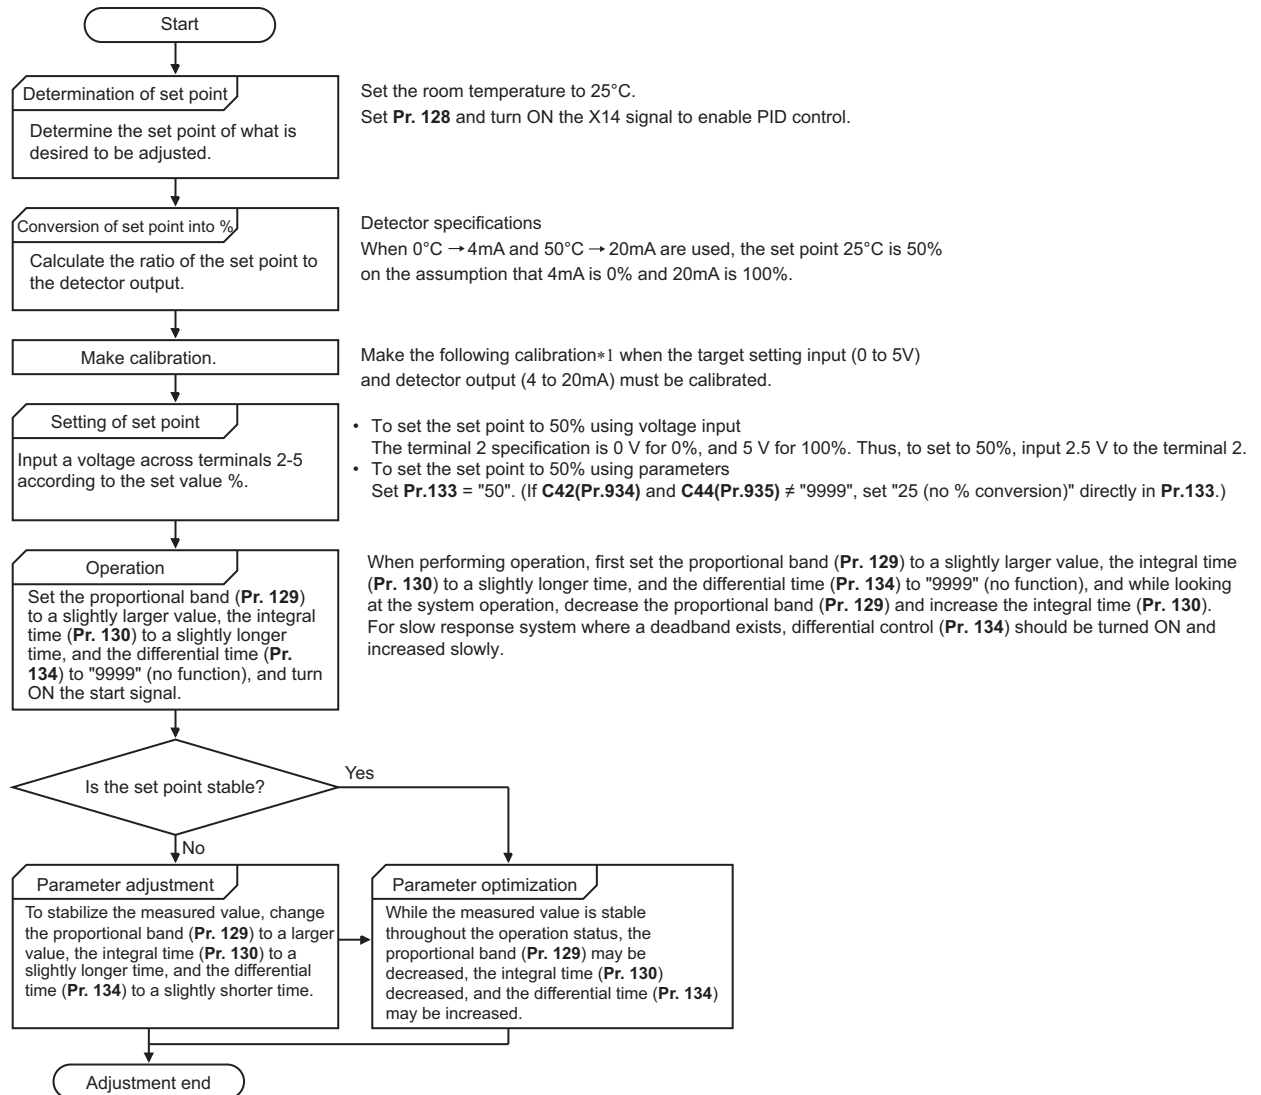 Start
Determination of set point
Determine the set point of what is
desired to be adjusted.
Set the room temperature to 25°C.
Set Pr. 128 and turn ON the X14 signal to enable PID control.
Conversion of set point into %
Calculate the ratio of the set point to
the detector output.
Detector specifications
When 0°C →4mA and 50°C →20mA are used, the set point 25°C is 50%
on the assumption that 4mA is 0% and 20mA is 100%.
Make calibration.
Make the following calibration*1 when the target setting input (0 to 5V)
and detector output (4 to 20mA) must be calibrated.
Setting of set point
Input a voltage across terminals 2-5
according to the set value %.
• To set the set point to 50% using voltage input
The terminal 2 specification is 0 V for 0%, and 5 V for 100%. Thus, to set to 50%, input 2.5 V to the terminal 2.
• To set the set point to 50% using parameters
Set Pr.133 = "50". (If C42(Pr.934) and C44(Pr.935) ≠ "9999", set "25 (no % conversion)" directly in Pr.133.)
Operation
Set the proportional band (Pr. 129)
to a slightly larger value, the integral
time (Pr. 130) to a slightly longer
time, and the differential time (Pr.
134) to "9999" (no function), and turn
ON the start signal.
When performing operation, first set the proportional band (Pr. 129) to a slightly larger value, the integral time
(Pr. 130) to a slightly longer time, and the differential time (Pr. 134) to "9999" (no function), and while looking
at the system operation, decrease the proportional band (Pr. 129) and increase the integral time (Pr. 130).
For slow response system where a deadband exists, differential control (Pr. 134) should be turned ON and
increased slowly.
Is the set point stable?
Yes
No
Parameter adjustment
To stabilize the measured value, change
the proportional band (Pr. 129) to a larger
value, the integral time (Pr. 130) to a
slightly longer time, and the differential
time (Pr. 134) to a slightly shorter time.
Parameter optimization
While the measured value is stable
throughout the operation status, the
proportional band (Pr. 129) may be
decreased, the integral time (Pr. 130)
decreased, and the differential time (Pr. 134)
may be increased.
Adjustment end